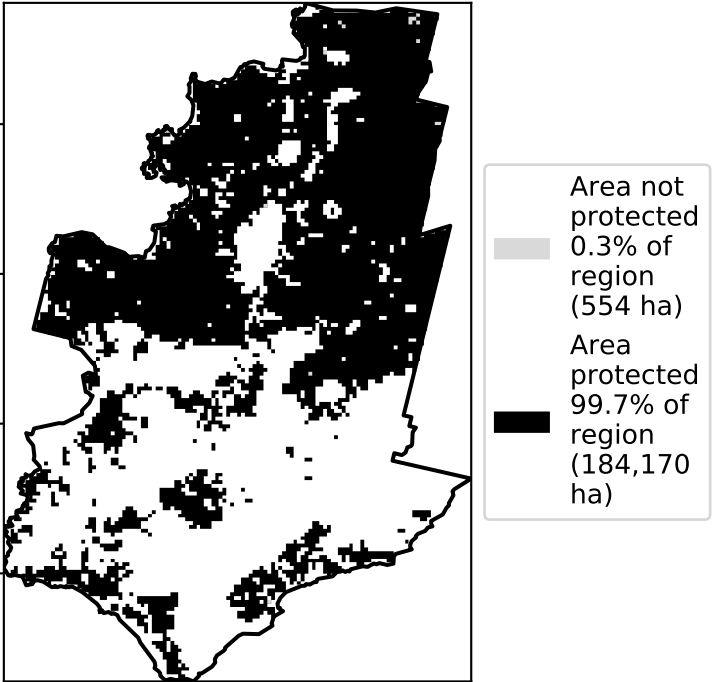 Area not
protected
0.3% of
region
(554 ha)
Area
protected
99.7% of
region
(184,170
ha)